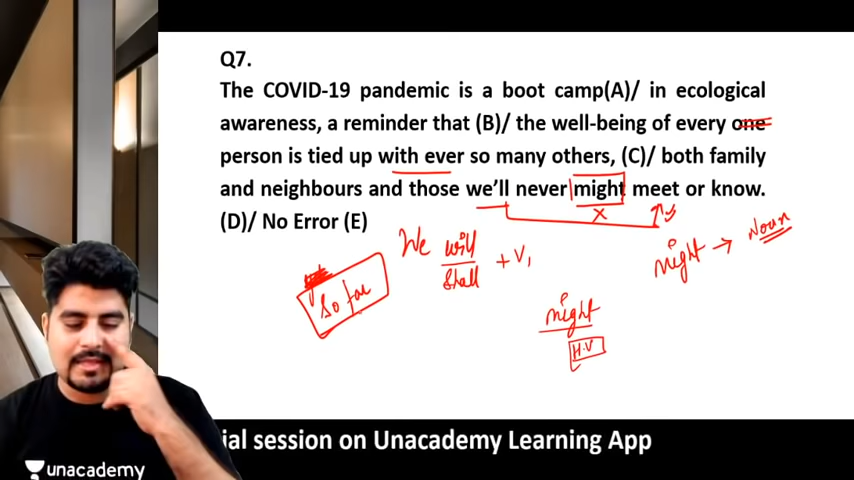 Q7.
The COVID-19 pandemic is a boot camp(A)/ in ecological
awareness, a reminder that (B)/ the well-being of every one
person is tied up with ever so many others, (C)/ both family
and neighbours and those we'll never might meet or know.
(D)/ No Error (E)
We will + V₁
shall
so far
might → Noun
might
H.V
ial session on Unacademy Learning App
unacademy